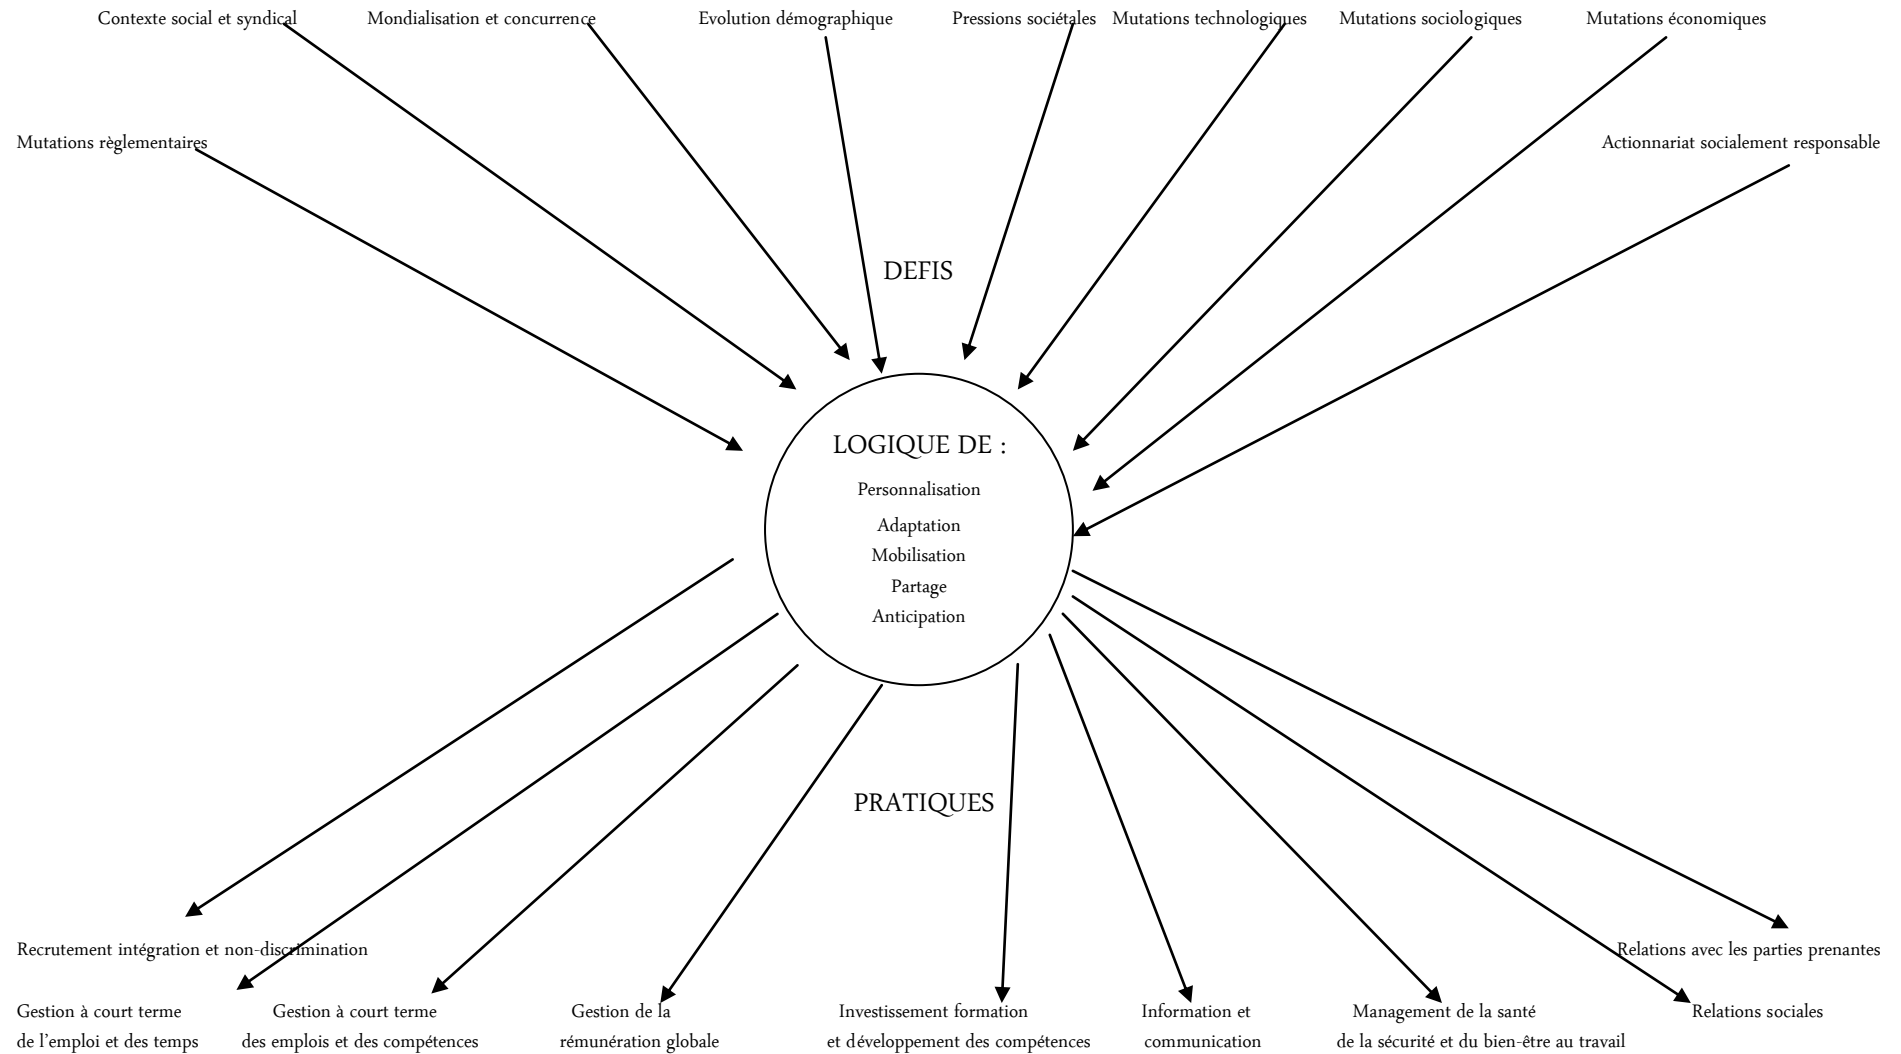 Contexte social et syndical
Mondialisation et concurrence
Evolution démographique
Pressions sociétales
Mutations technologiques
Mutations sociologiques
Mutations économiques
Mutations règlementaires
Actionnariat socialement responsable
DEFIS
LOGIQUE DE :
Personnalisation
Adaptation
Mobilisation
Partage
Anticipation
PRATIQUES
Recrutement intégration et non-discrimination
Relations avec les parties prenantes
Gestion à court terme
de l'emploi et des temps
Gestion à court terme
des emplois et des compétences
Gestion de la
rémunération globale
Investissement formation
et développement des compétences
Information et
communication
Management de la santé
de la sécurité et du bien-être au travail
Relations sociales